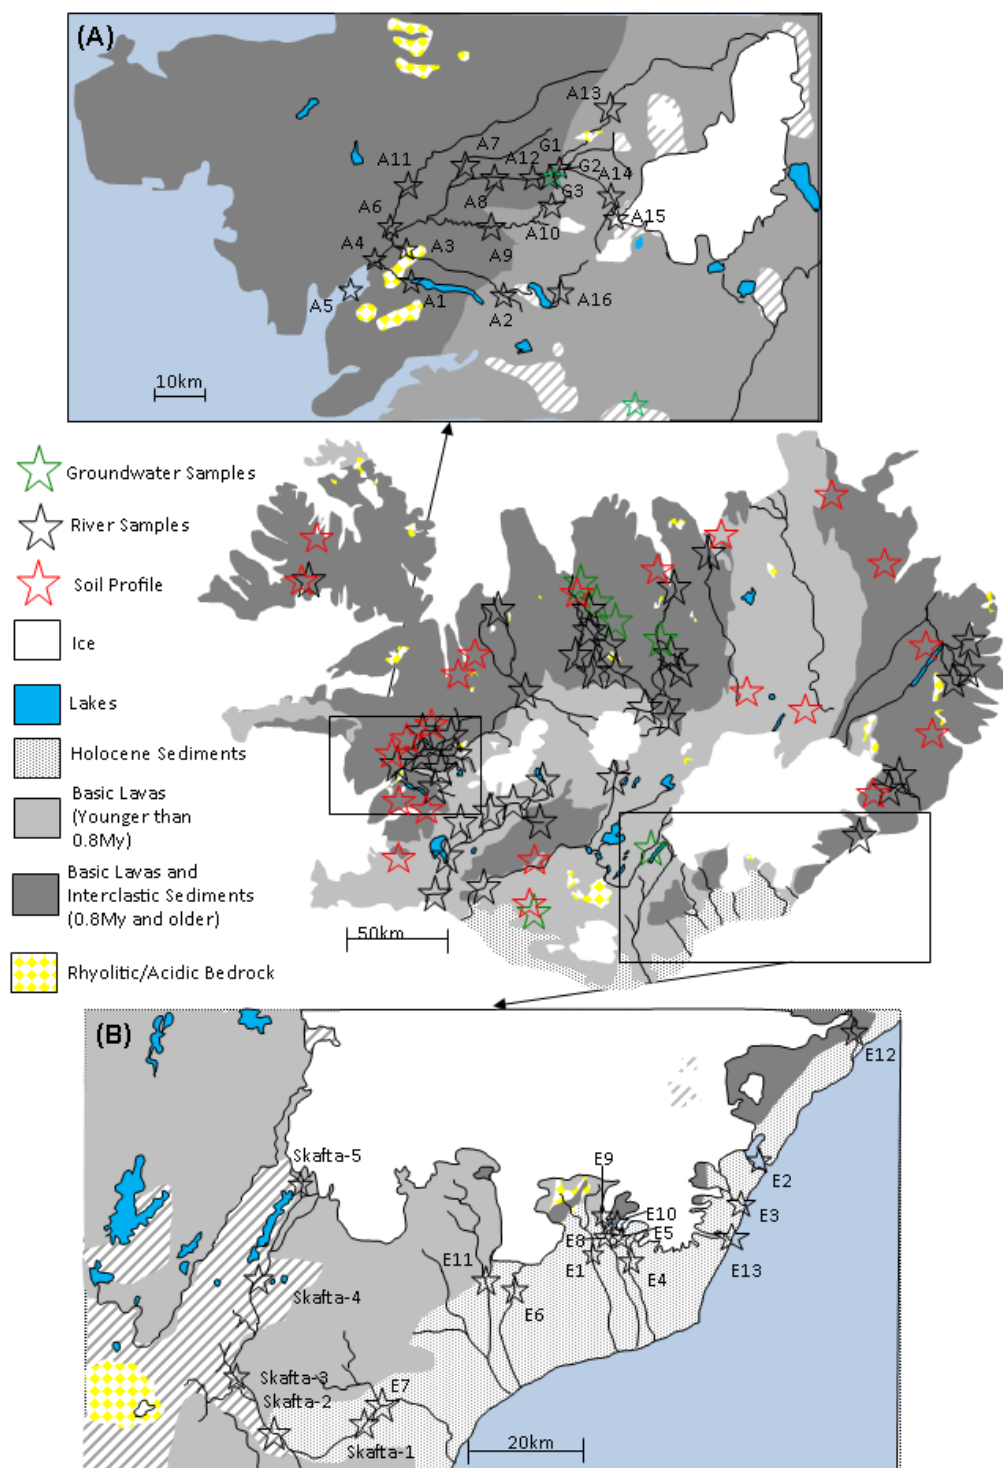 (A)
A13
A7
A12
G1
G2
A11
A14
A8
G3
A6
A15
A10
A4
A3
A9
A5
A1
A2
A16
10km
Groundwater Samples
River Samples
Soil Profile
Ice
Lakes
Holocene Sediments
Basic Lavas
(Younger than
0.8My)
Basic Lavas and
Interclastic Sediments
(0.8My and older)
50km
Rhyolitic/Acidic Bedrock
(B)
E12
Skafta-5
E9
E2
E3
E10
E8
E5
E11
E1
E4
E13
Skafta-4
E6
Skafta-3
Skafta-2
E7
Skafta-1
20km